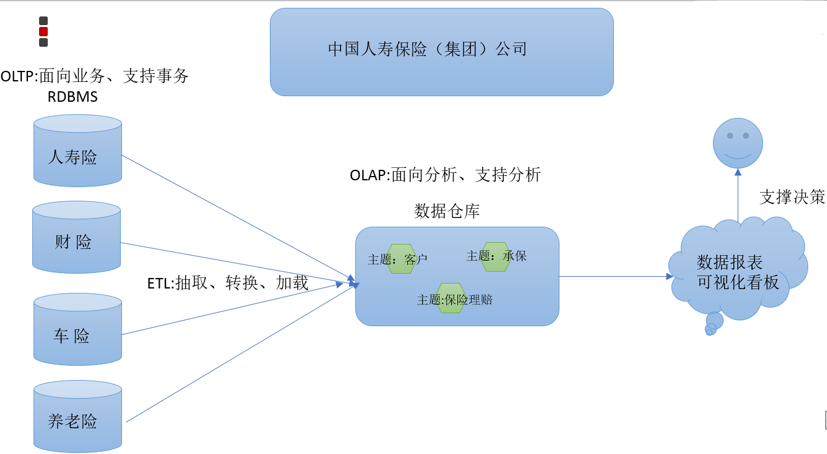 中国人寿保险（集团）公司
OLTP:面向业务、支持事务
RDBMS
人寿险
财 险
车 险
养老险
ETL:抽取、转换、加载
OLAP:面向分析、支持分析
数据仓库
主题：客户
主题：承保
主题:保险理赔
支撑决策
数据报表
可视化看板